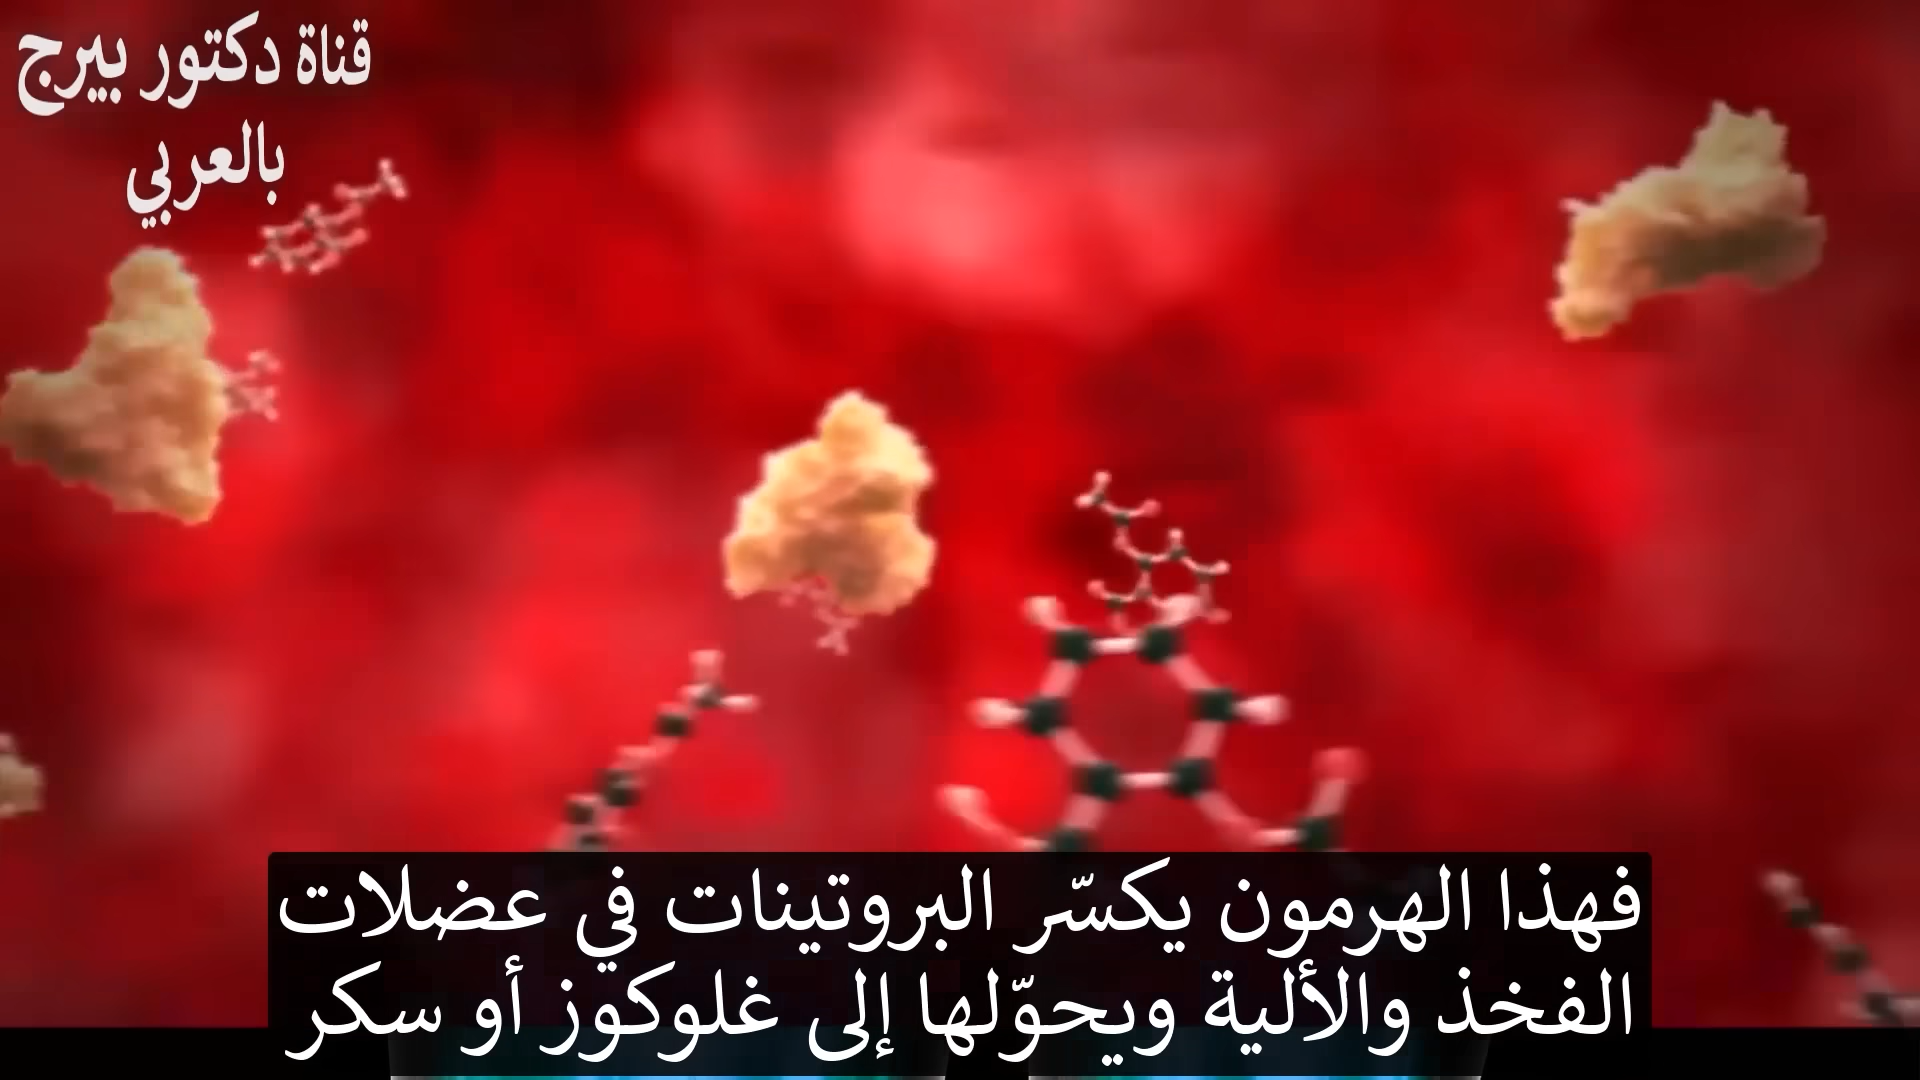 قناة دكتور بيرج
بالعربي
فهذا الهرمون يكسّر البروتينات في عضلات
الفخذ والألية ويحوّلها إلى غلوكوز أو سكر